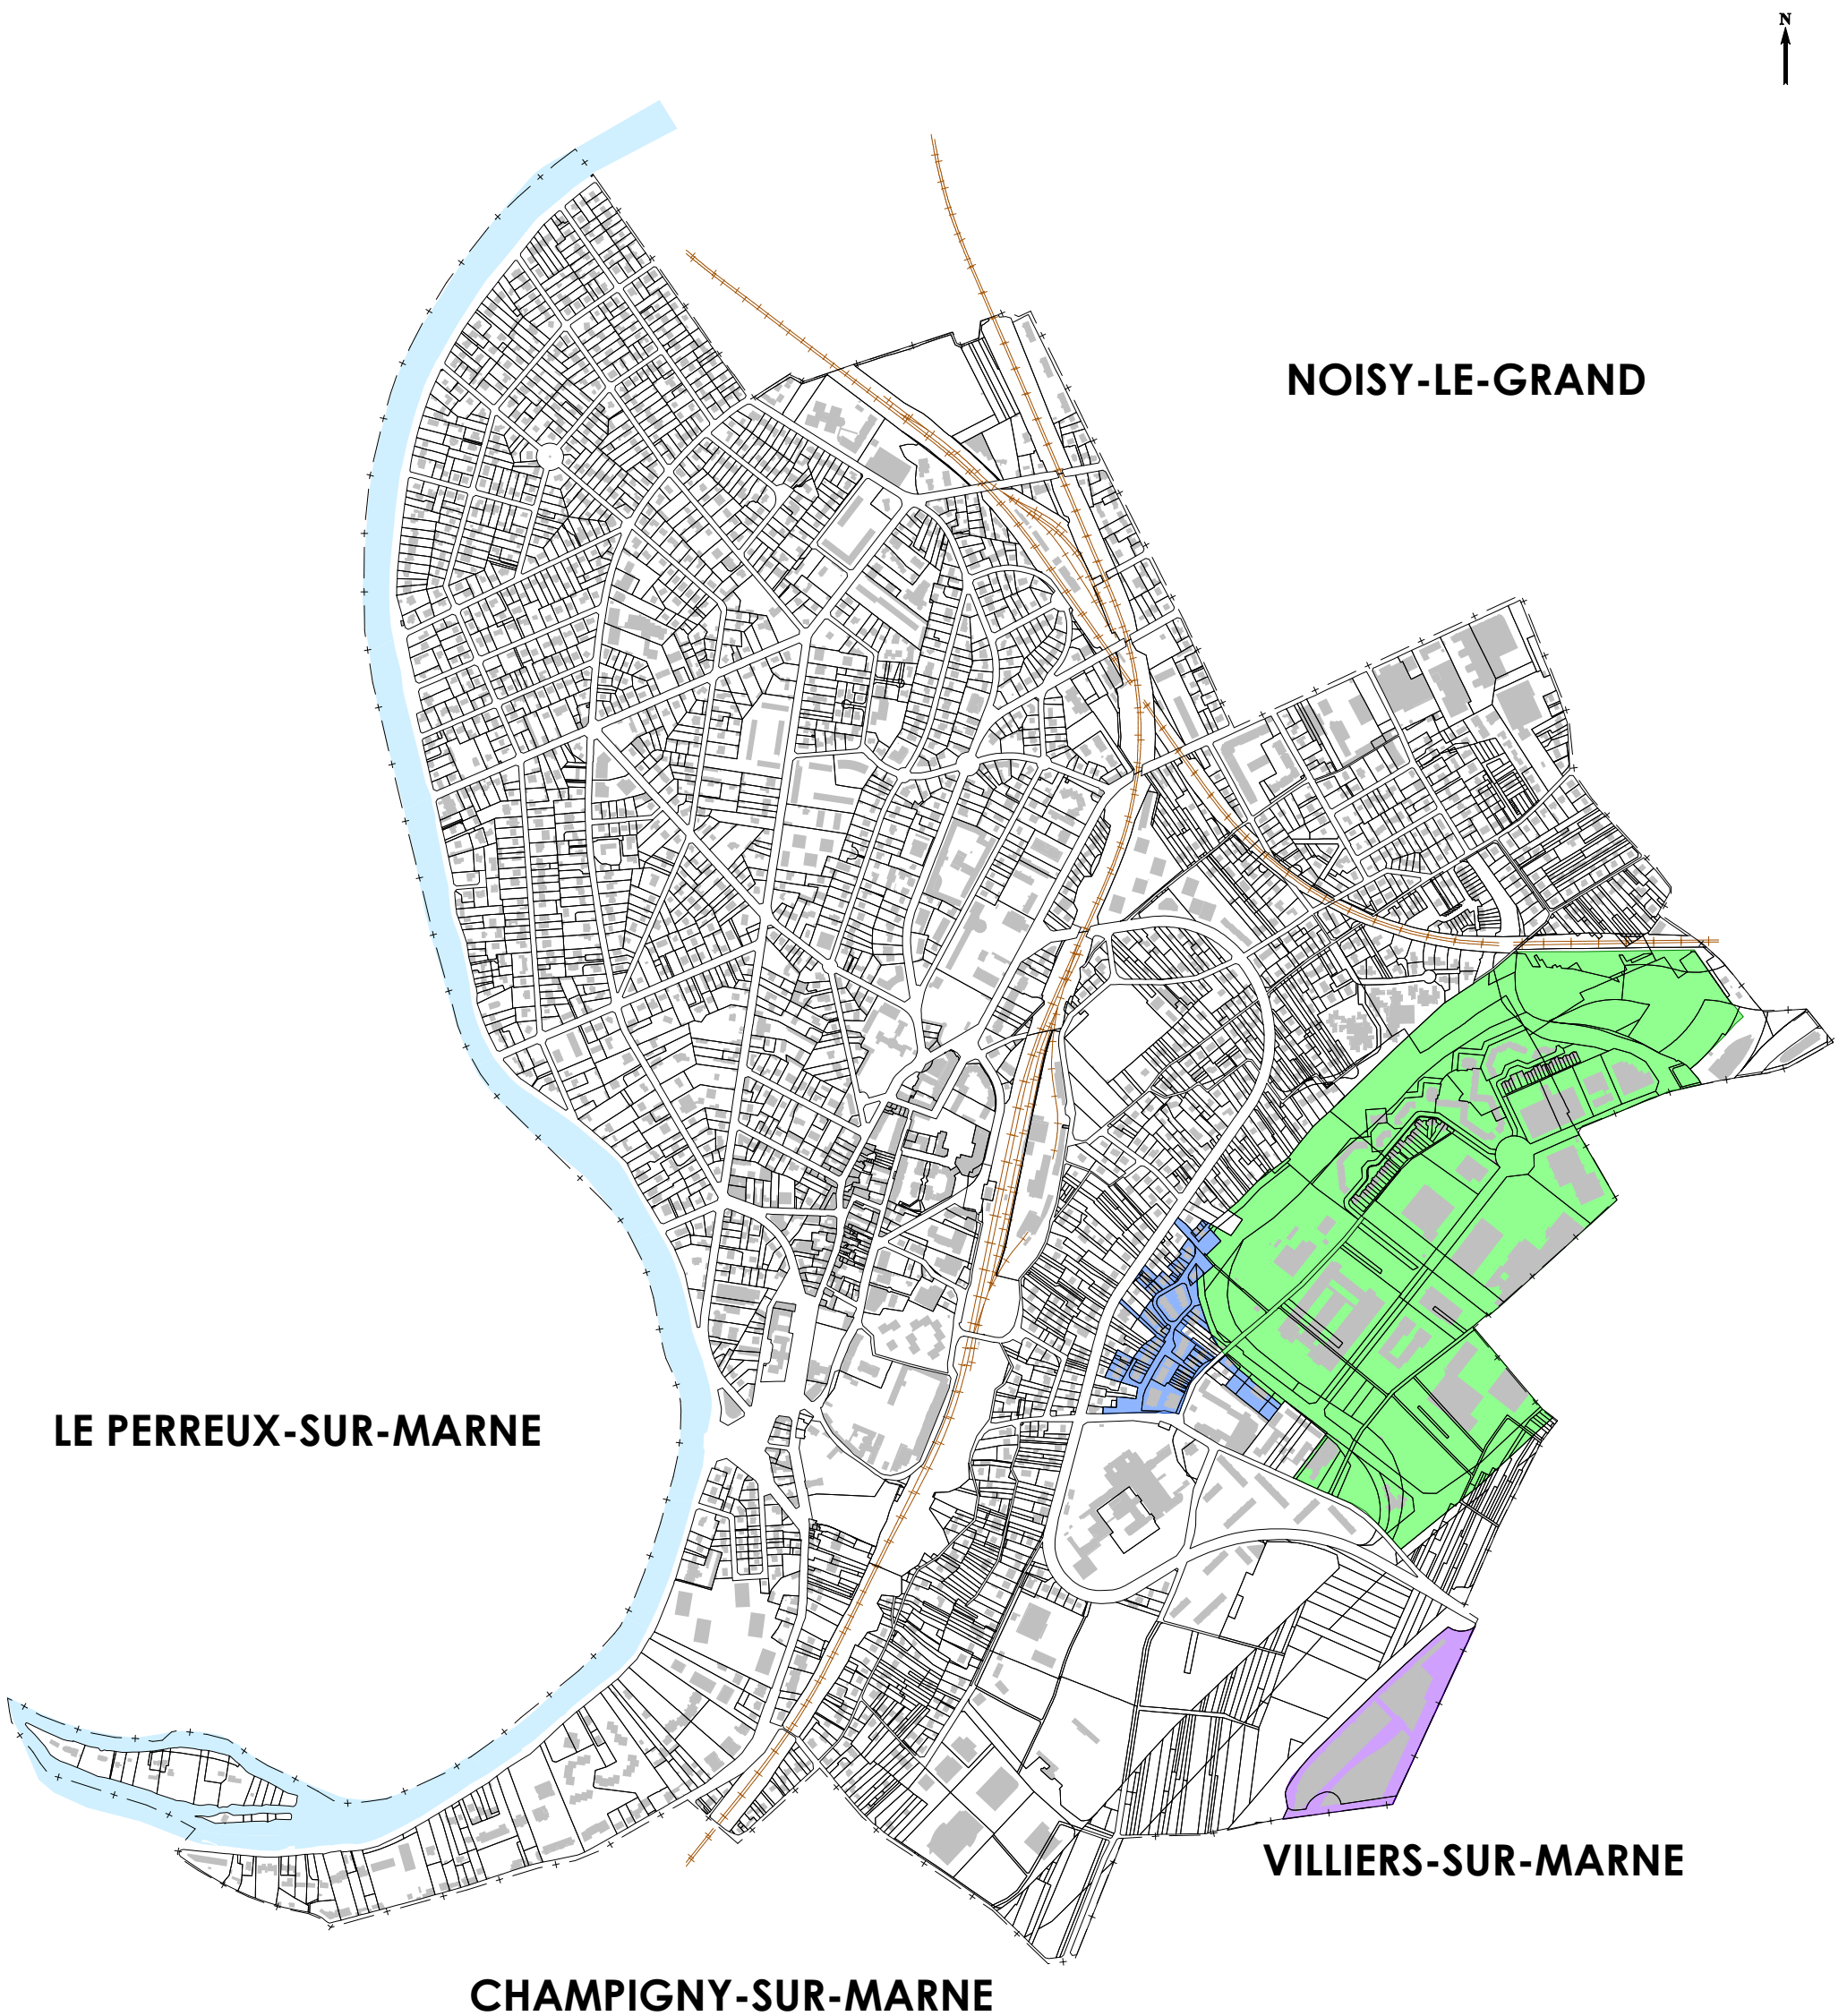 N
NOISY-LE-GRAND
LE PERREUX-SUR-MARNE
VILLIERS-SUR-MARNE
CHAMPIGNY-SUR-MARNE